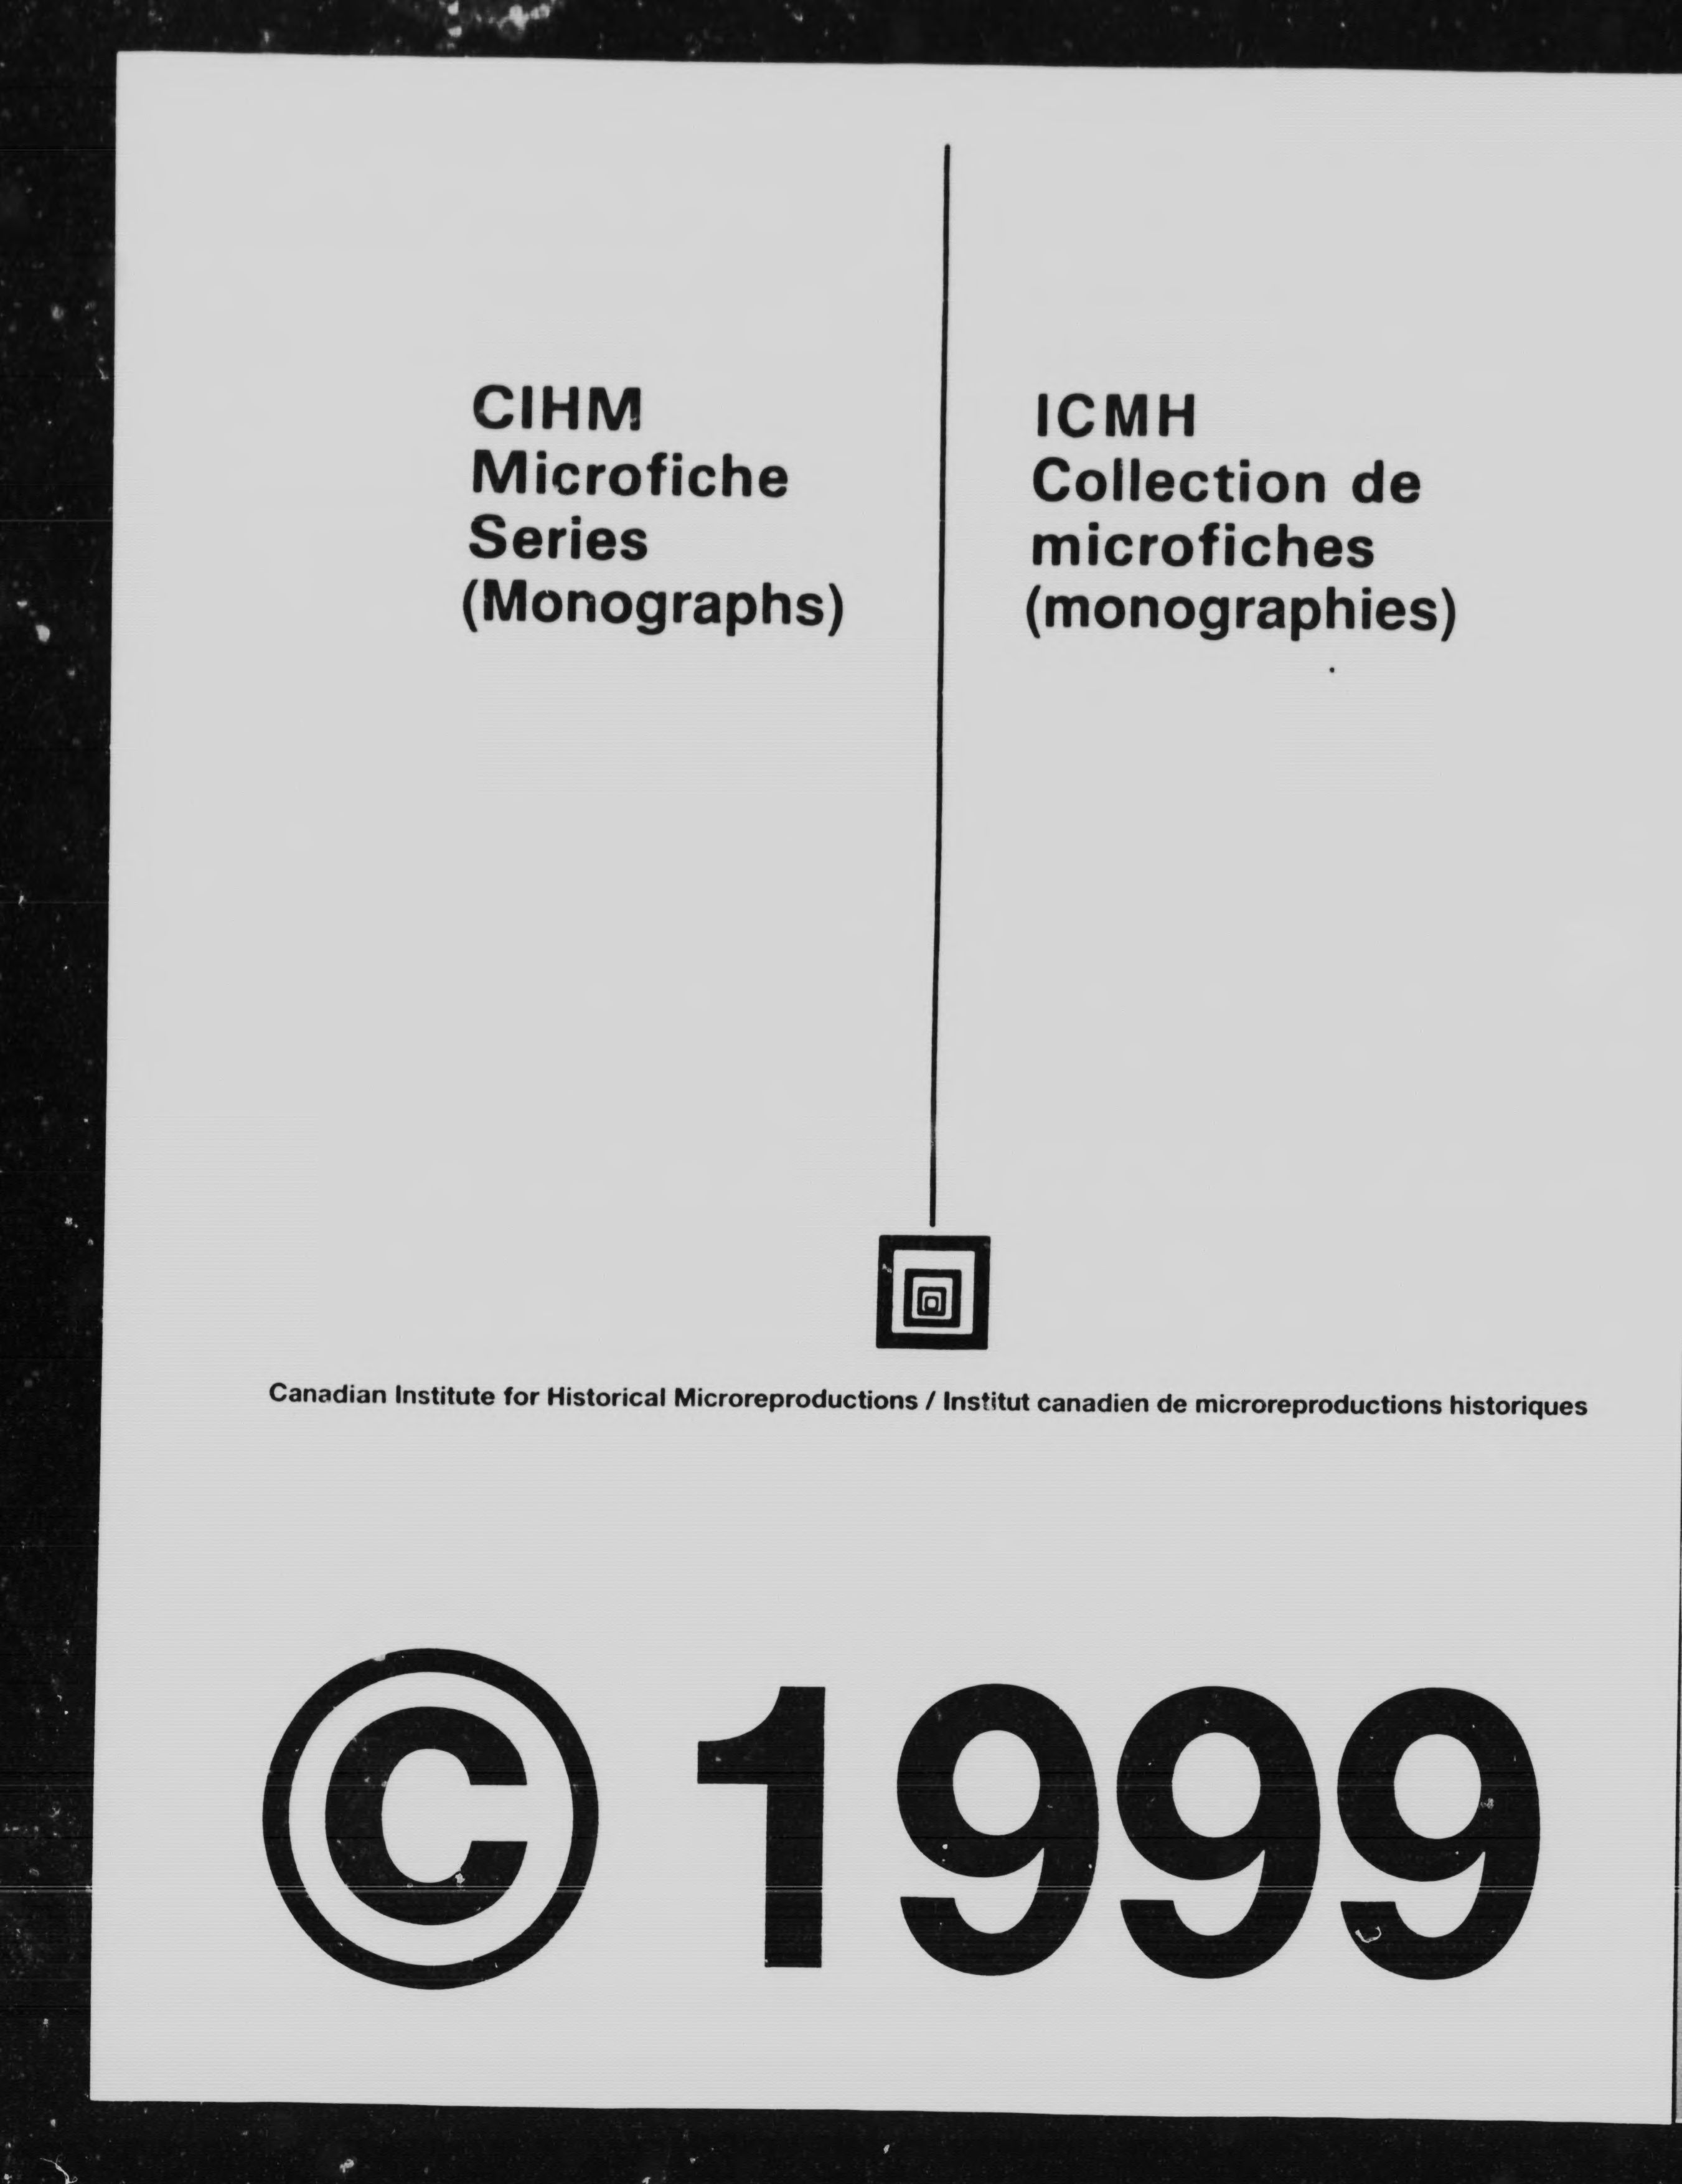 CIHM
Microfiche
Series
(Monographs)
ICMH
Collection de
microfiches
(monographies)
Canadian Institute for Historical Microreproductions / Institut canadien de microreproductions historiques
© 1999